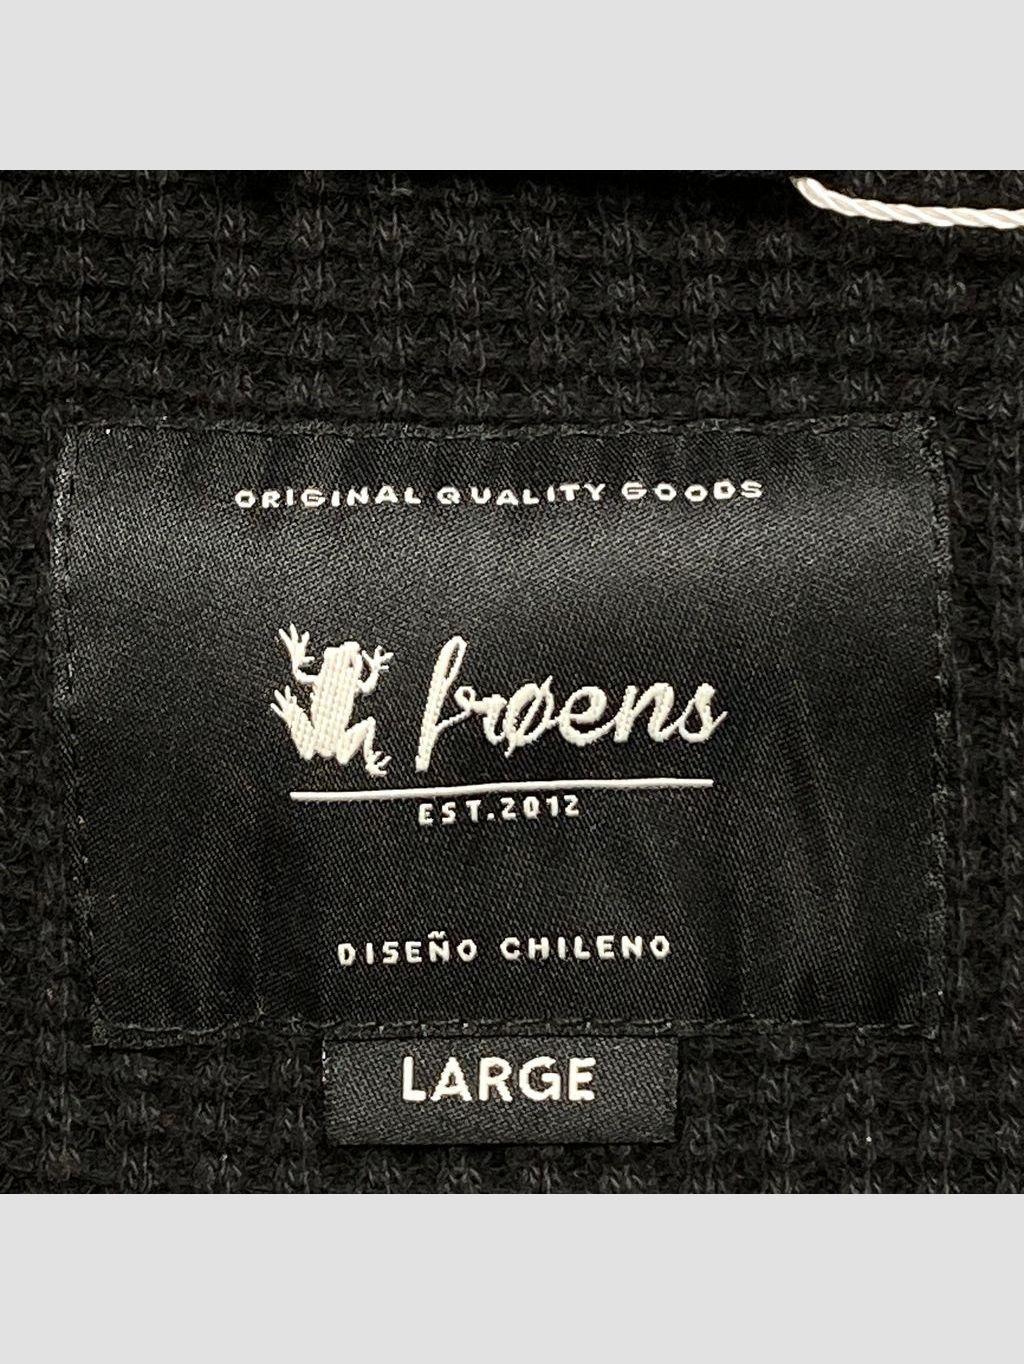 ORIGINAL QUALITY GOODS
frøens
EST.2012
DISEÑO CHILENO
LARGE